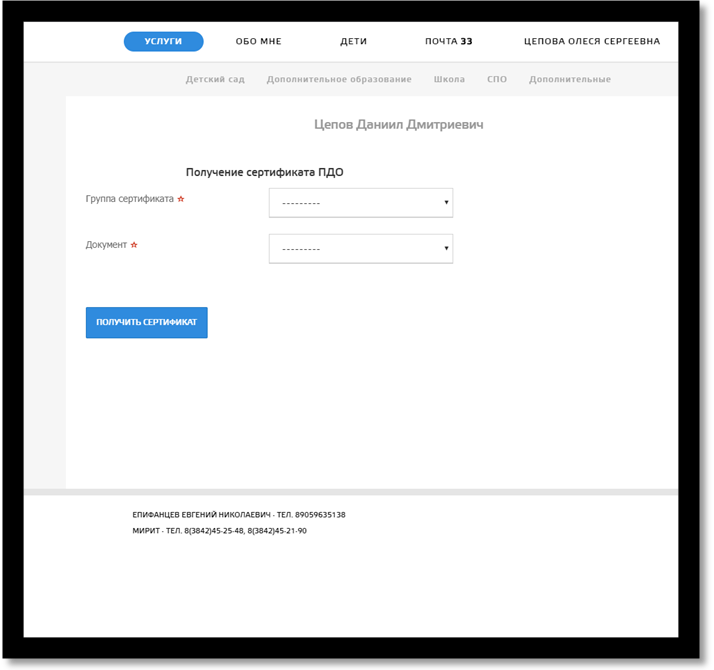 УСЛУГИ ОБО МНЕ ДЕТИ ПОЧТА 33 ЦЕПОВА ОЛЕСЯ СЕРГЕЕВНА
Детский сад Дополнительное образование Школа СПО Дополнительные
Цепов Даниил Дмитриевич
Получение сертификата ПДО
Группа сертификата ---------
Документ ---------
ПОЛУЧИТЬ СЕРТИФИКАТ
ЕПИФАНЦЕВ ЕВГЕНИЙ НИКОЛАЕВИЧ - ТЕЛ. 89059635138
МИРИТ - ТЕЛ. 8(3842)45-25-48, 8(3842)45-21-90